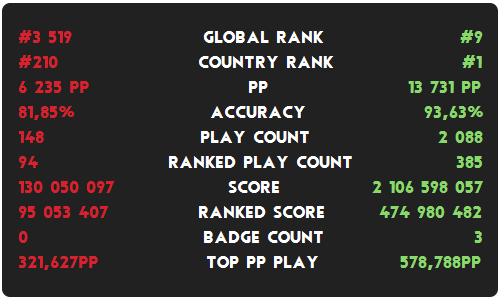 #3 519 GLOBAL RANK #9
#210 COUNTRY RANK #1
6 235 PP PP 13 731 PP
81,85% ACCURACY 93,63%
148 PLAY COUNT 2 088
94 RANKED PLAY COUNT 385
130 050 097 SCORE 2 106 598 057
95 053 407 RANKED SCORE 474 980 482
0 BADGE COUNT 3
321,627PP TOP PP PLAY 578,788PP